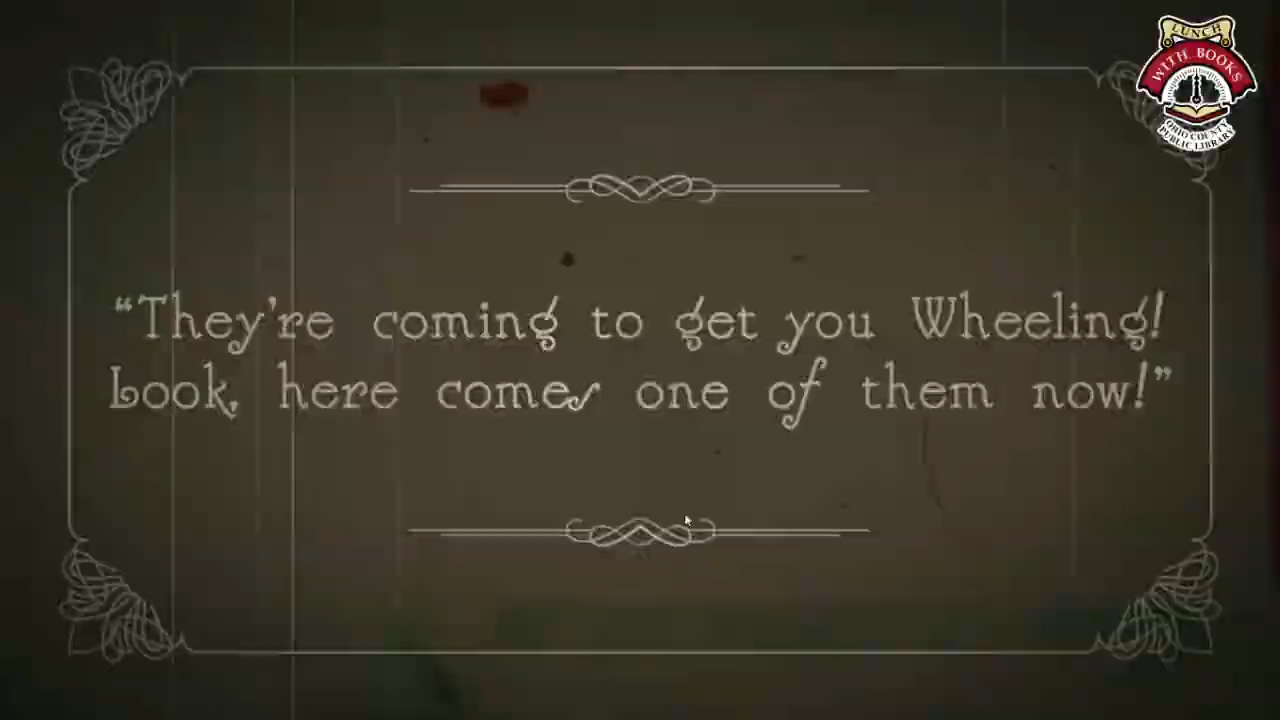 LUNCH
WITH BOOKS
OHIO COUNTY
PUBLIC LIBRARY
“They're coming to get you Wheeling!
Look, here comes one of them now!”